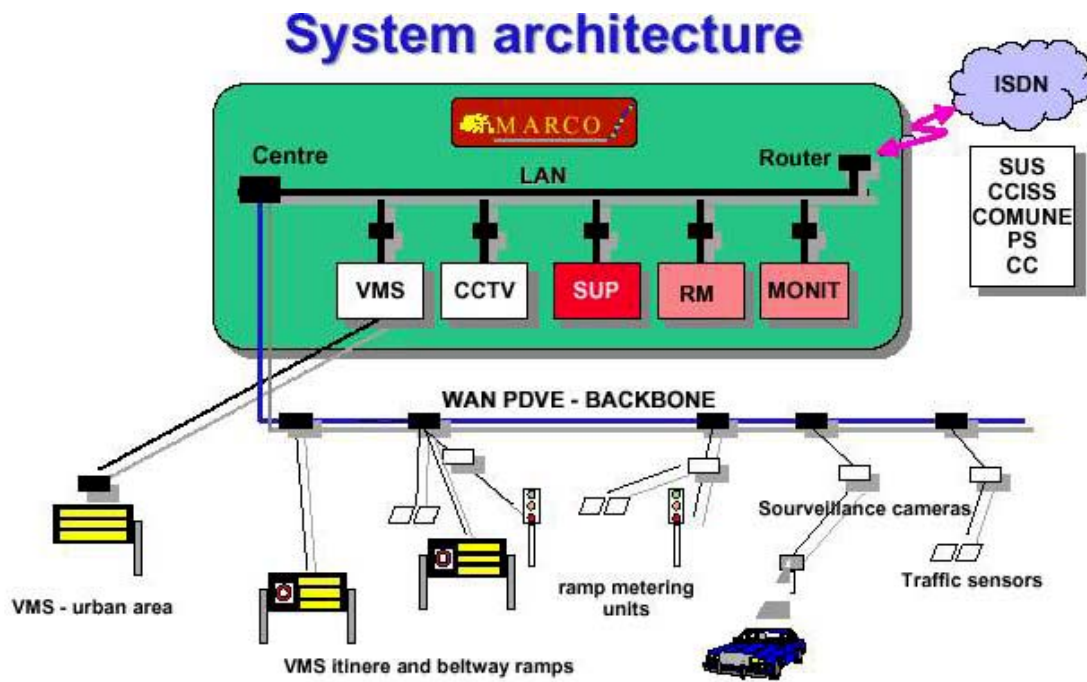 System architecture
ISDN
MARCO
Centre
Router
LAN
SUS
CCISS
COMUNE
PS
CC
VMS
CCTV
SUP
RM
MONIT
WAN PDVE - BACKBONE
Sourveillance cameras
VMS - urban area
ramp metering
units
Traffic sensors
VMS itinere and beltway ramps